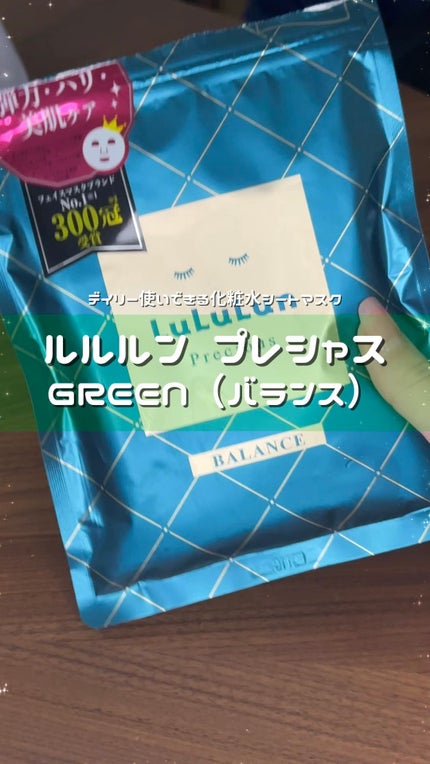 弾力・ハリ・
美肌ケア
フェイスマスクブランド
No.1
300冠
受賞
デイリー使いできる化粧水シートマスク
LuLuLun
Precious
ルルルン プレシャス
GREEN（バランス）
BALANCE